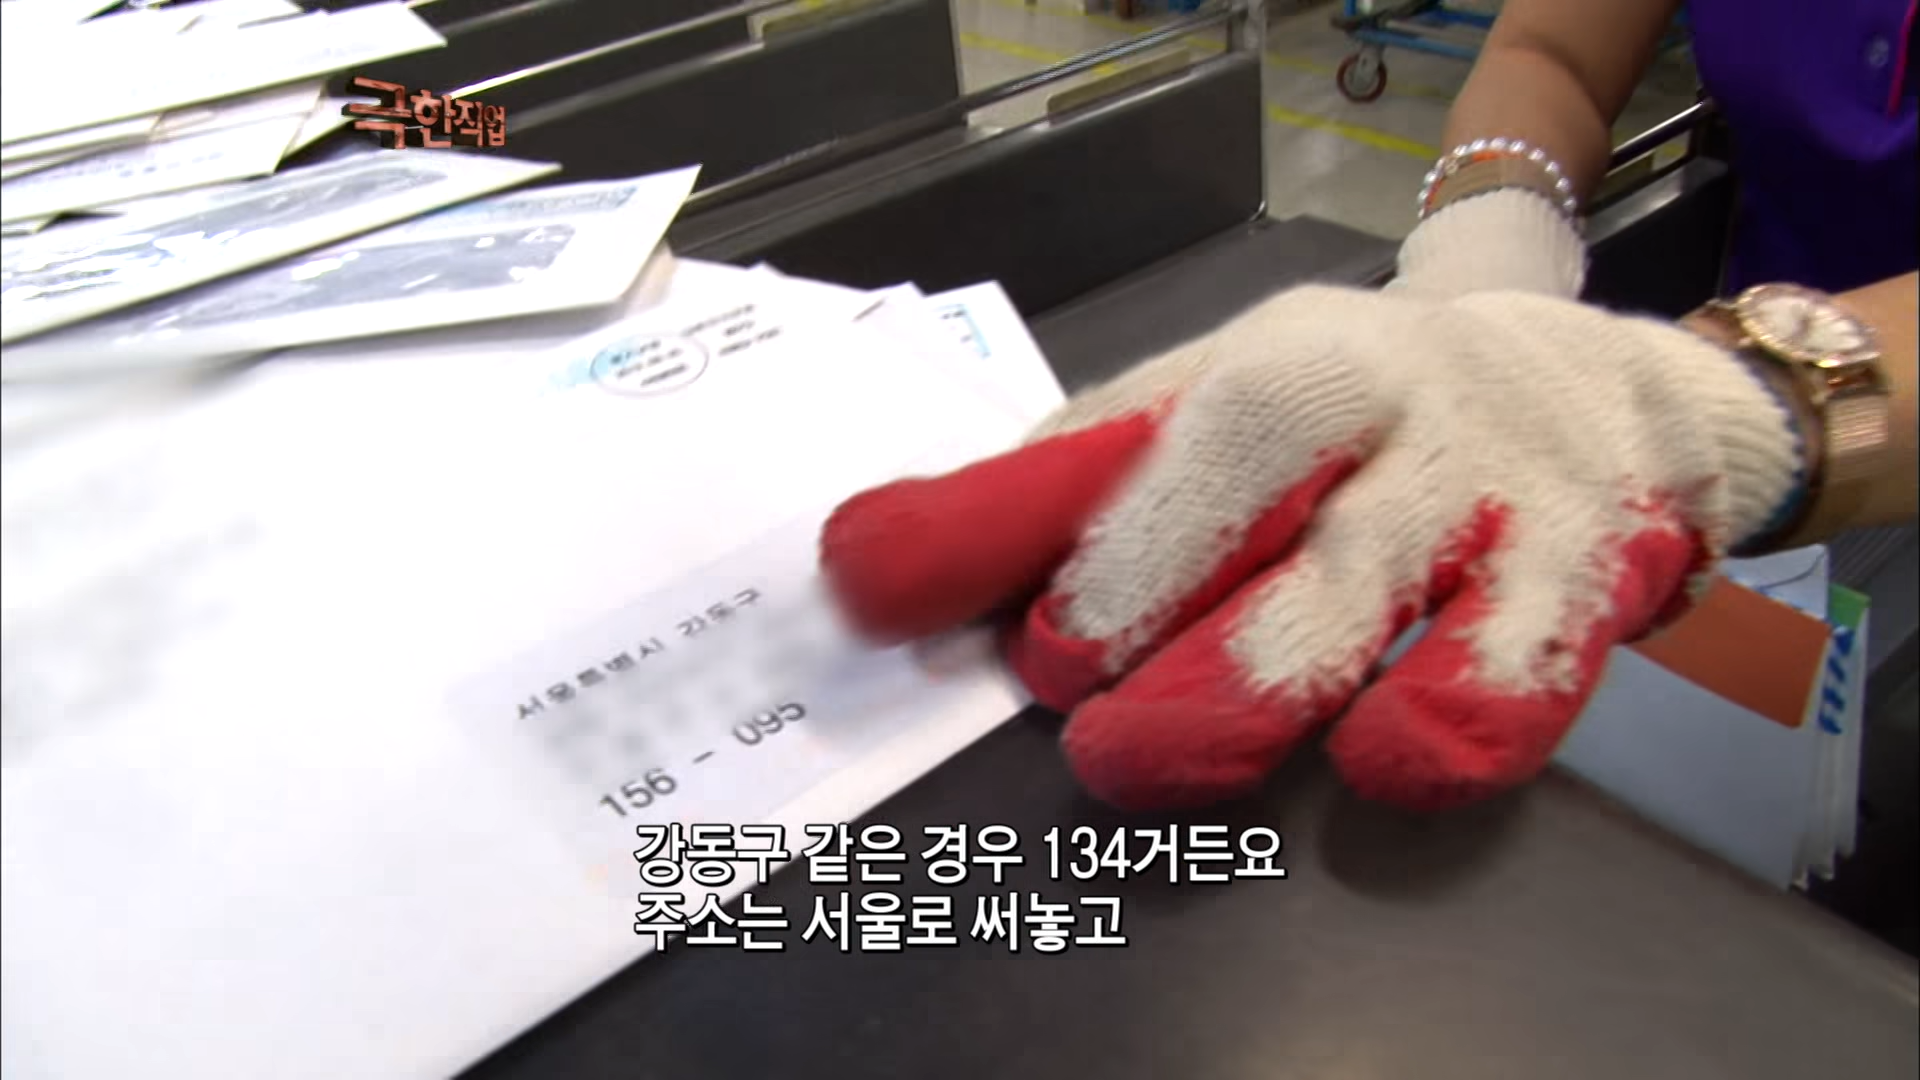 극한직업
서울특별시 강동구
156 - 095
강동구 같은 경우 134거든요
주소는 서울로 써놓고